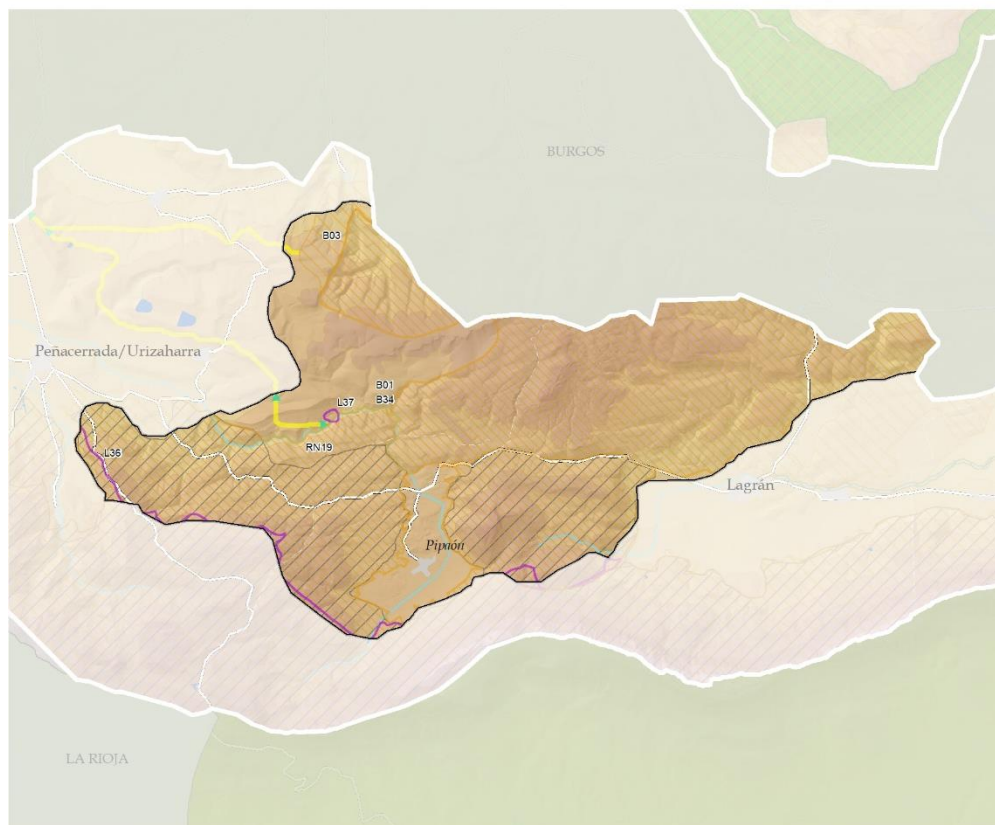 BURGOS
B03
Peñacerrada/Urizaharra
B01
L37
B34
RN19
L36
Lagrán
Pipaón
LA RIOJA